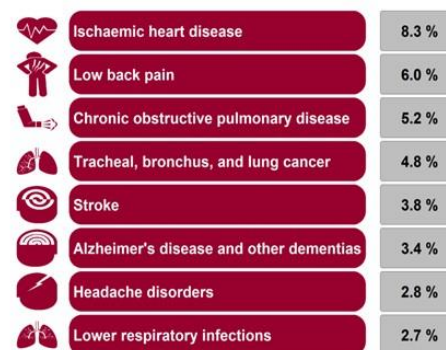 Ischaemic heart disease 8.3 %
Low back pain 6.0 %
Chronic obstructive pulmonary disease 5.2 %
Tracheal, bronchus, and lung cancer 4.8 %
Stroke 3.8 %
Alzheimer's disease and other dementias 3.4 %
Headache disorders 2.8 %
Lower respiratory infections 2.7 %